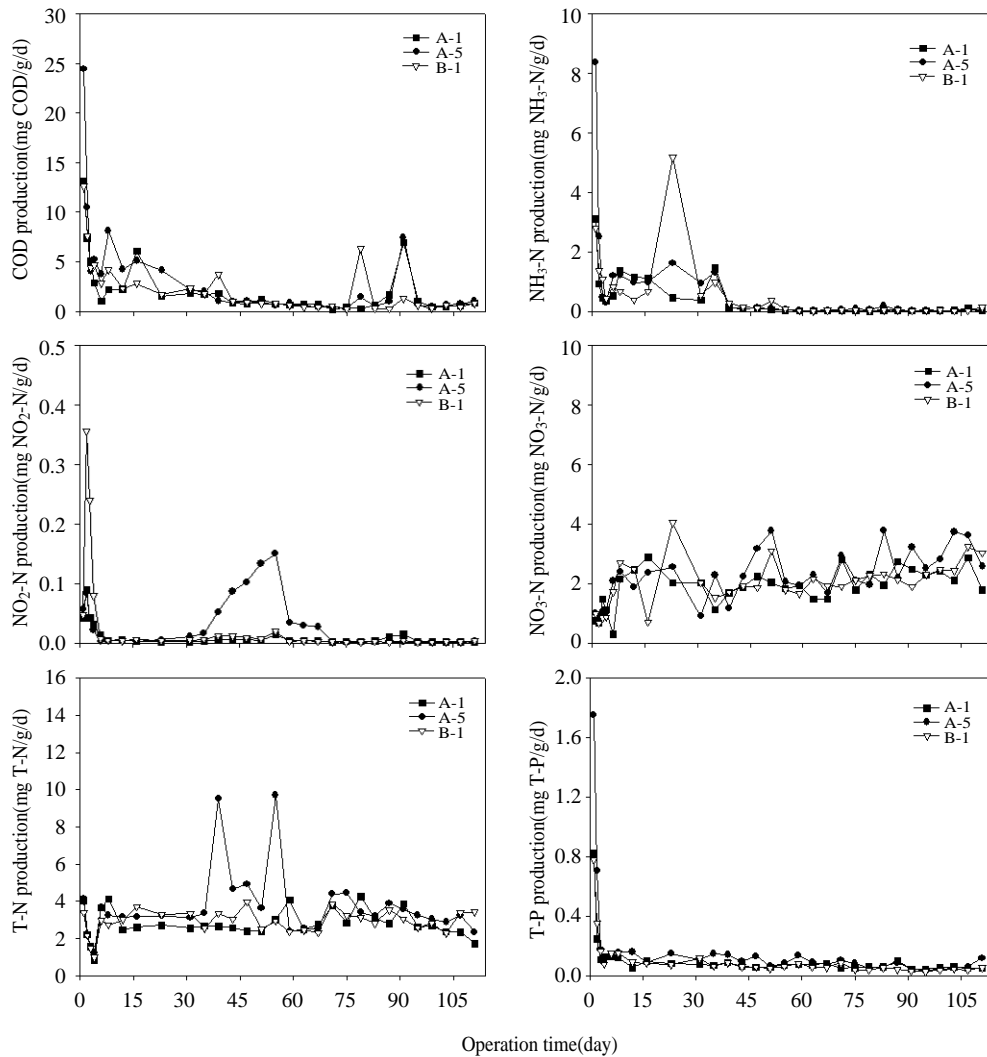 COD production(mg COD/g/d)
30
25
20
15
10
5
0
A-1
A-5
B-1
NH3-N production(mg NH3-N/g/d)
10
8
6
4
2
0
A-1
A-5
B-1
NO2-N production(mg NO2-N/g/d)
0.5
0.4
0.3
0.2
0.1
0.0
A-1
A-5
B-1
NO3-N production(mg NO3-N/g/d)
10
8
6
4
2
0
A-1
A-5
B-1
T-N production(mg T-N/g/d)
16
14
12
10
8
6
4
2
0
A-1
A-5
B-1
0 15 30 45 60 75 90 105
T-P production(mg T-P/g/d)
2.0
1.6
1.2
0.8
0.4
0.0
A-1
A-5
B-1
0 15 30 45 60 75 90 105
Operation time(day)